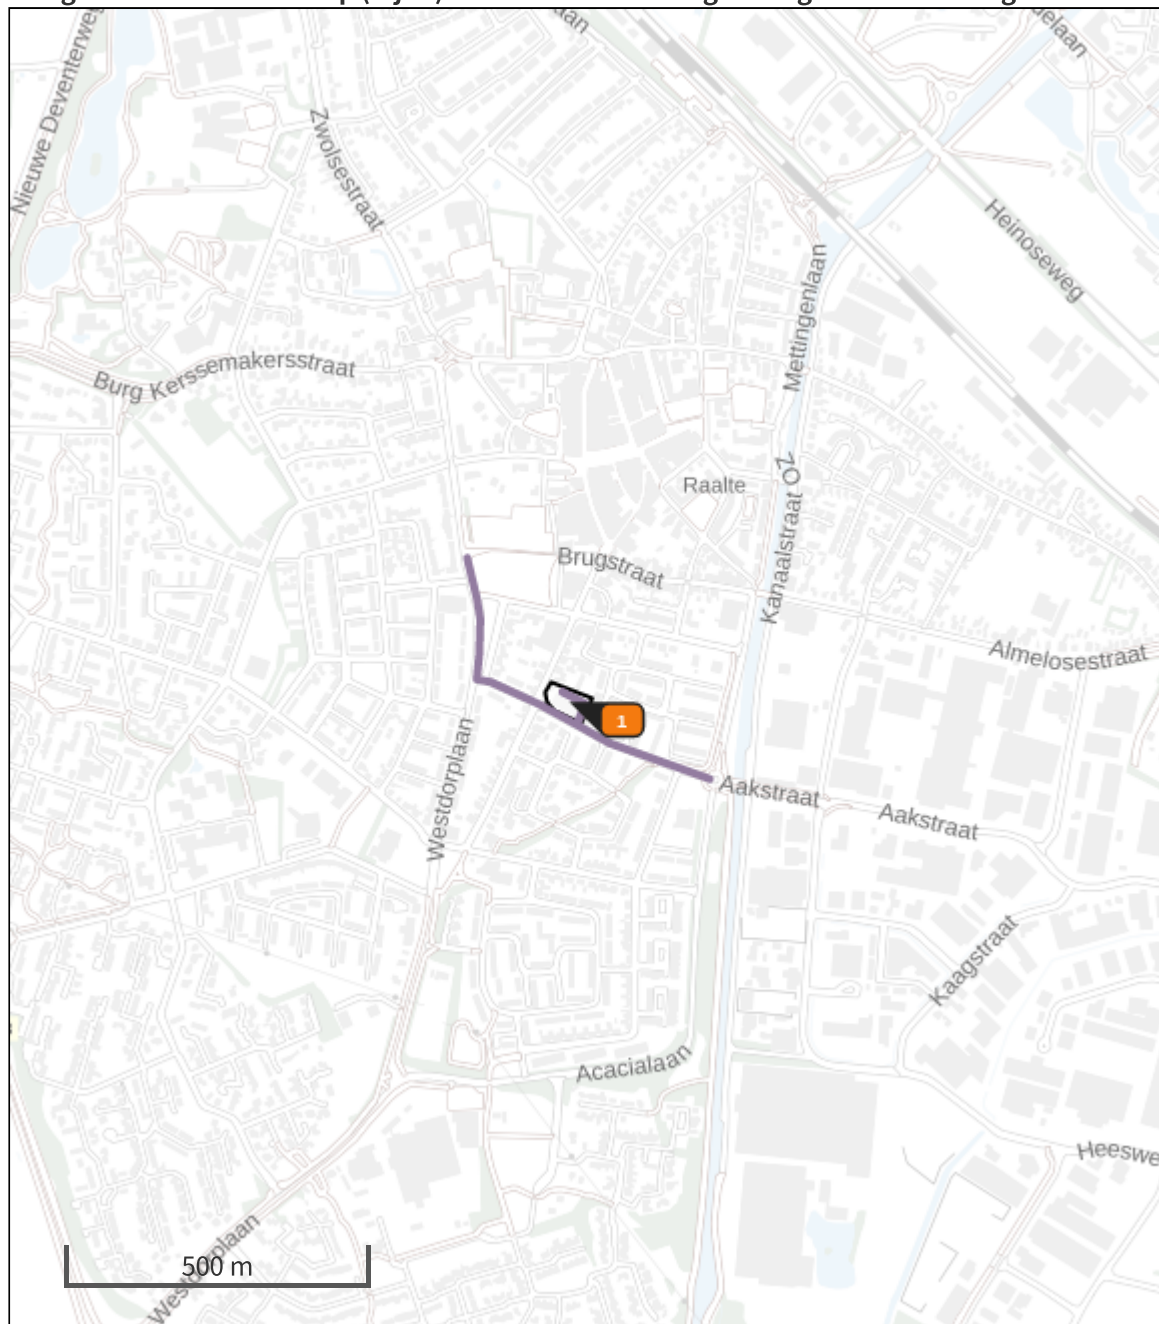 Nieuwe Deventerweg
Zwolsestraat
Heinoseweg
Mettingenlaan
Burg Kerssemakersstraat
Raalte
Kanaalstraat OZ
Brugstraat
Almelosestraat
1
Westdorplaan
Aakstraat
Aakstraat
Kaagstraat
Acacialaan
Heeswe
500 m
Westdorplaan